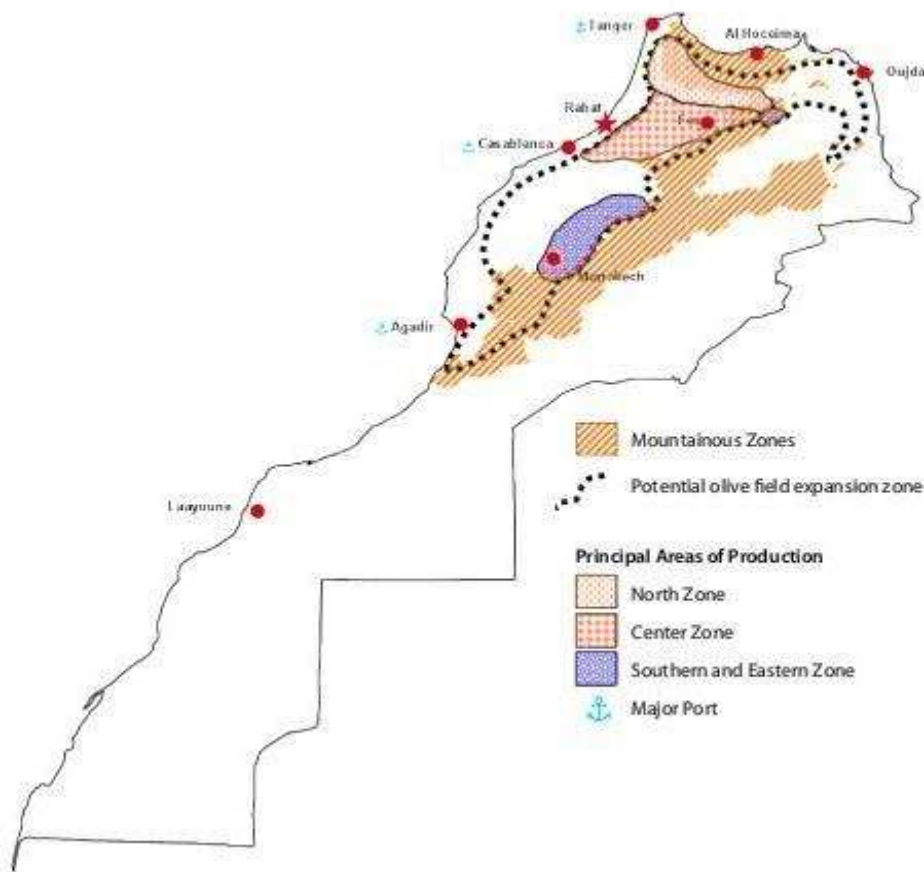 Tanger
Al Hoceima
Oujda
Rabat
Casablanca
Marrakech
Agadir
Laayoune
Mountainous Zones
Potential olive field expansion zone
Principal Areas of Production
North Zone
Center Zone
Southern and Eastern Zone
Major Port